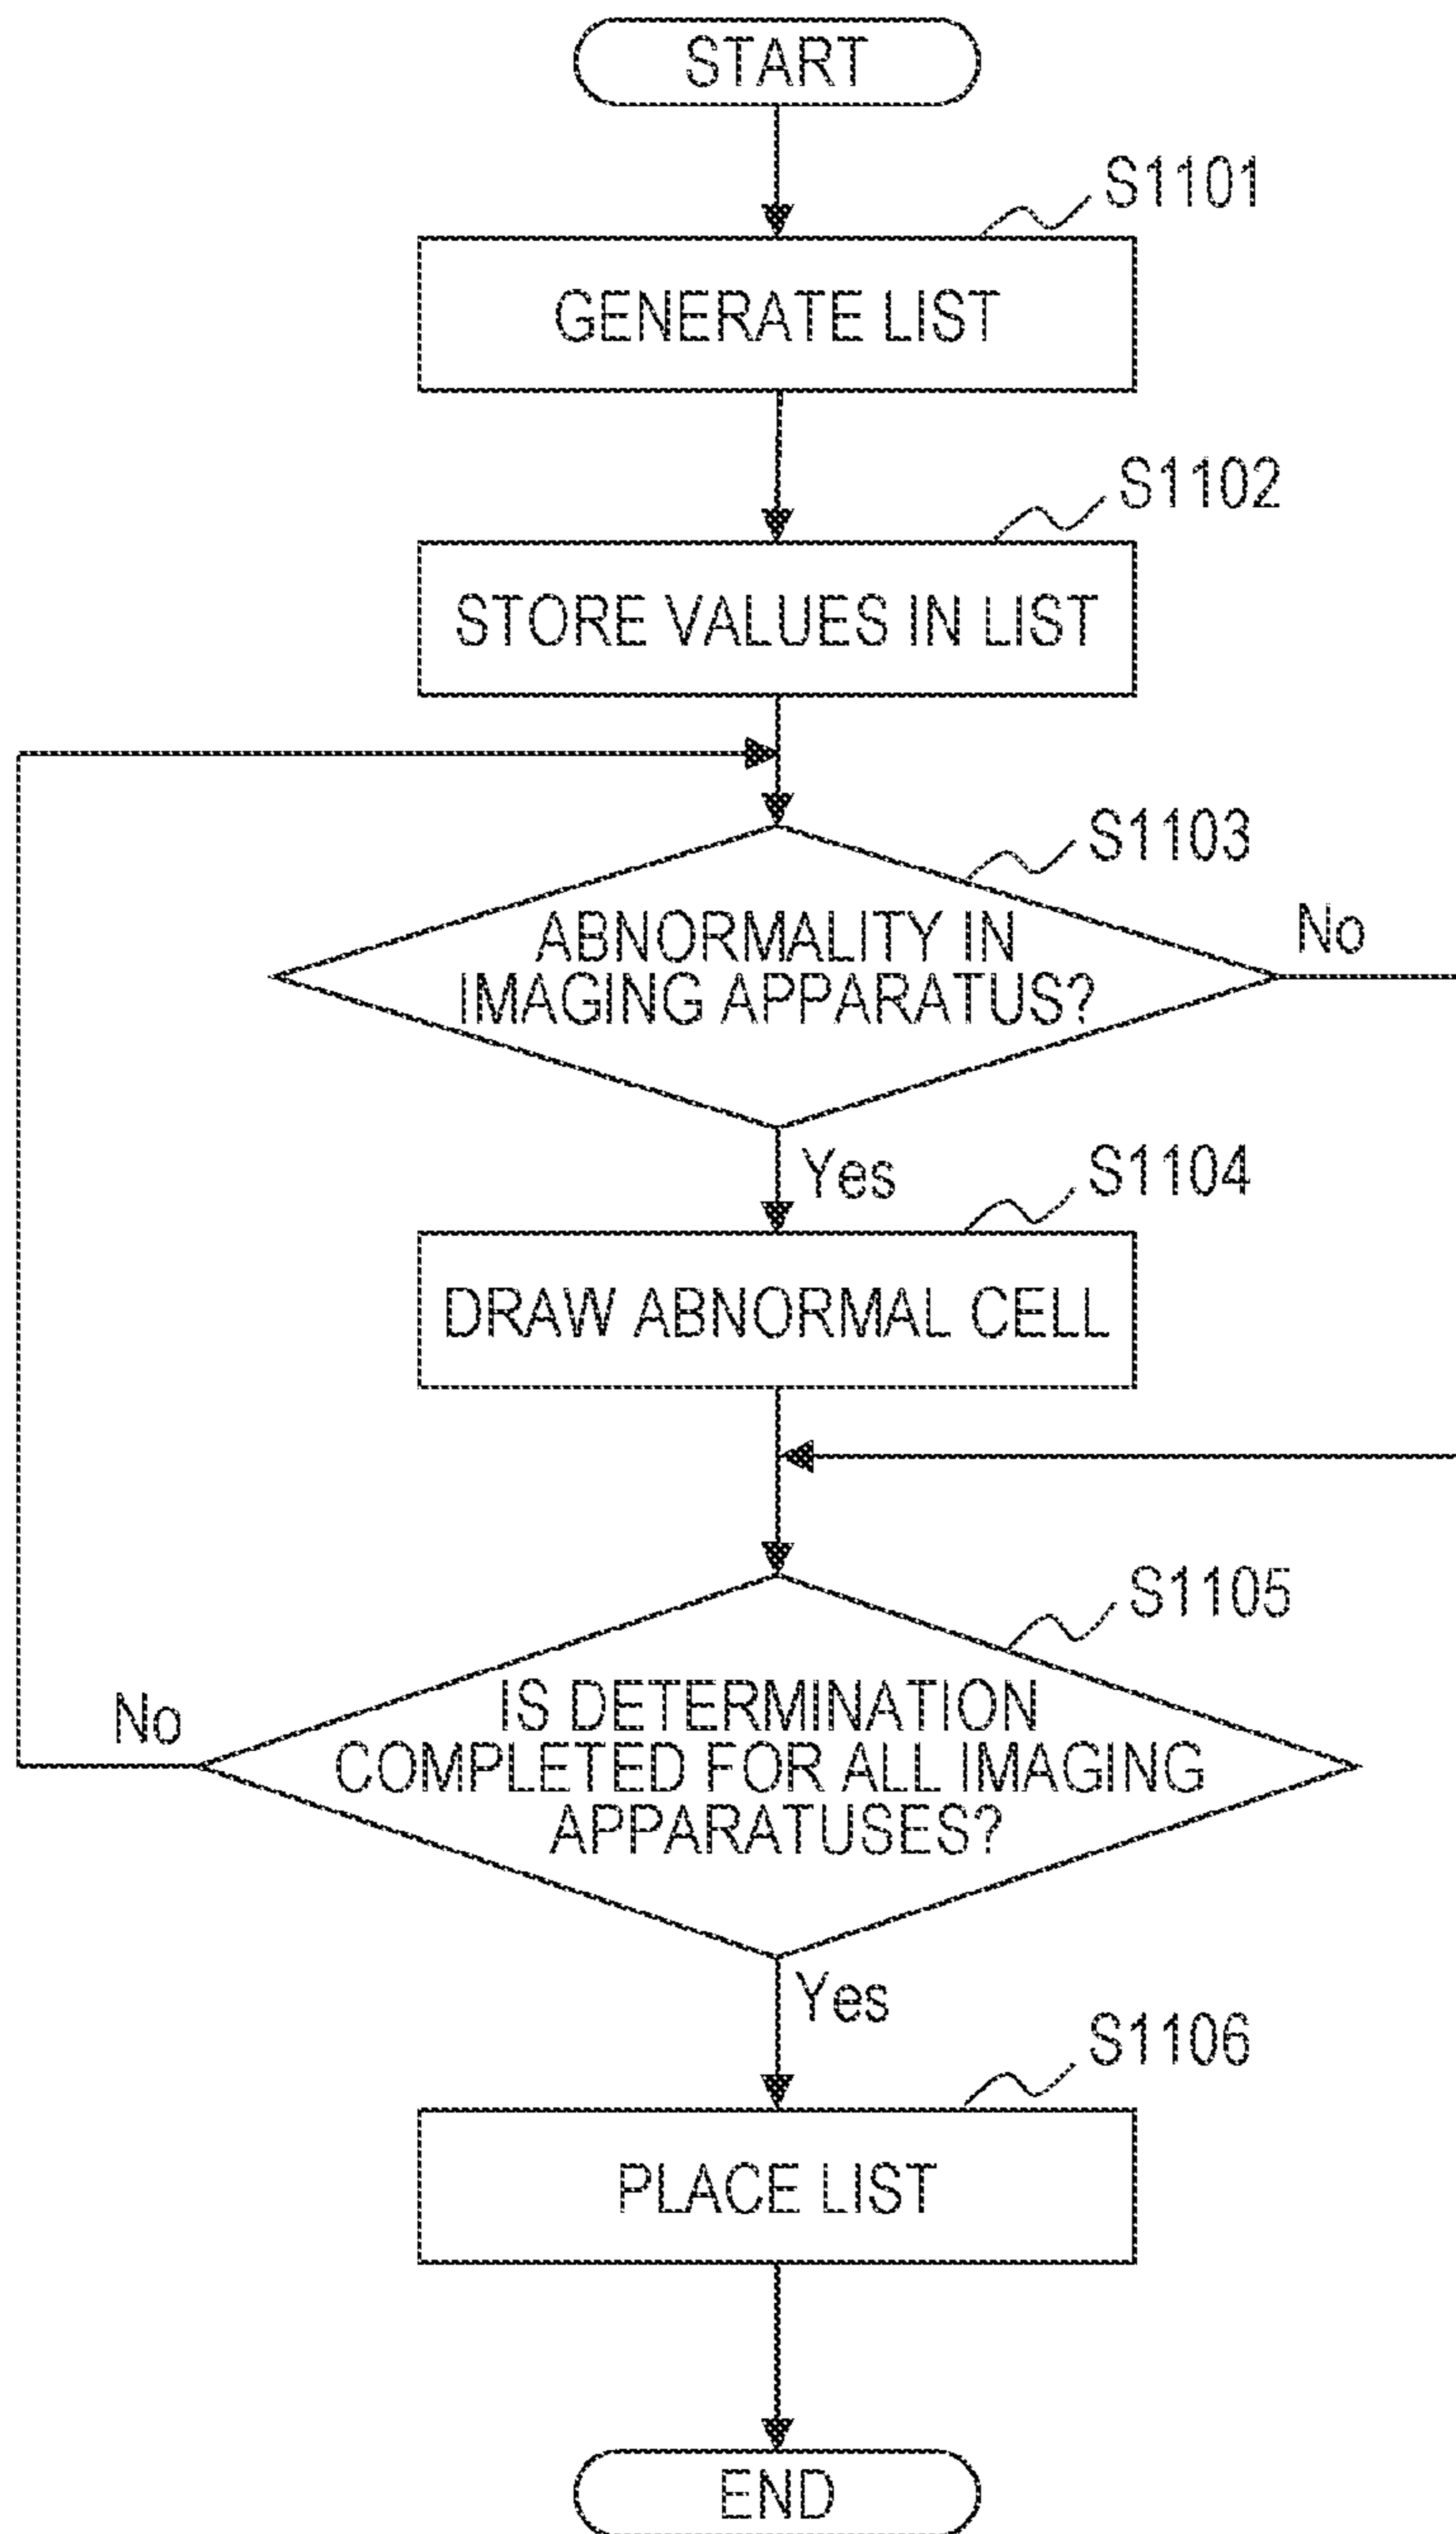 START
S1101
GENERATE LIST
S1102
STORE VALUES IN LIST
S1103
ABNORMALITY IN
IMAGING APPARATUS?
No
Yes
S1104
DRAW ABNORMAL CELL
S1105
IS DETERMINATION
COMPLETED FOR ALL IMAGING
APPARATUSES?
No
Yes
S1106
PLACE LIST
END